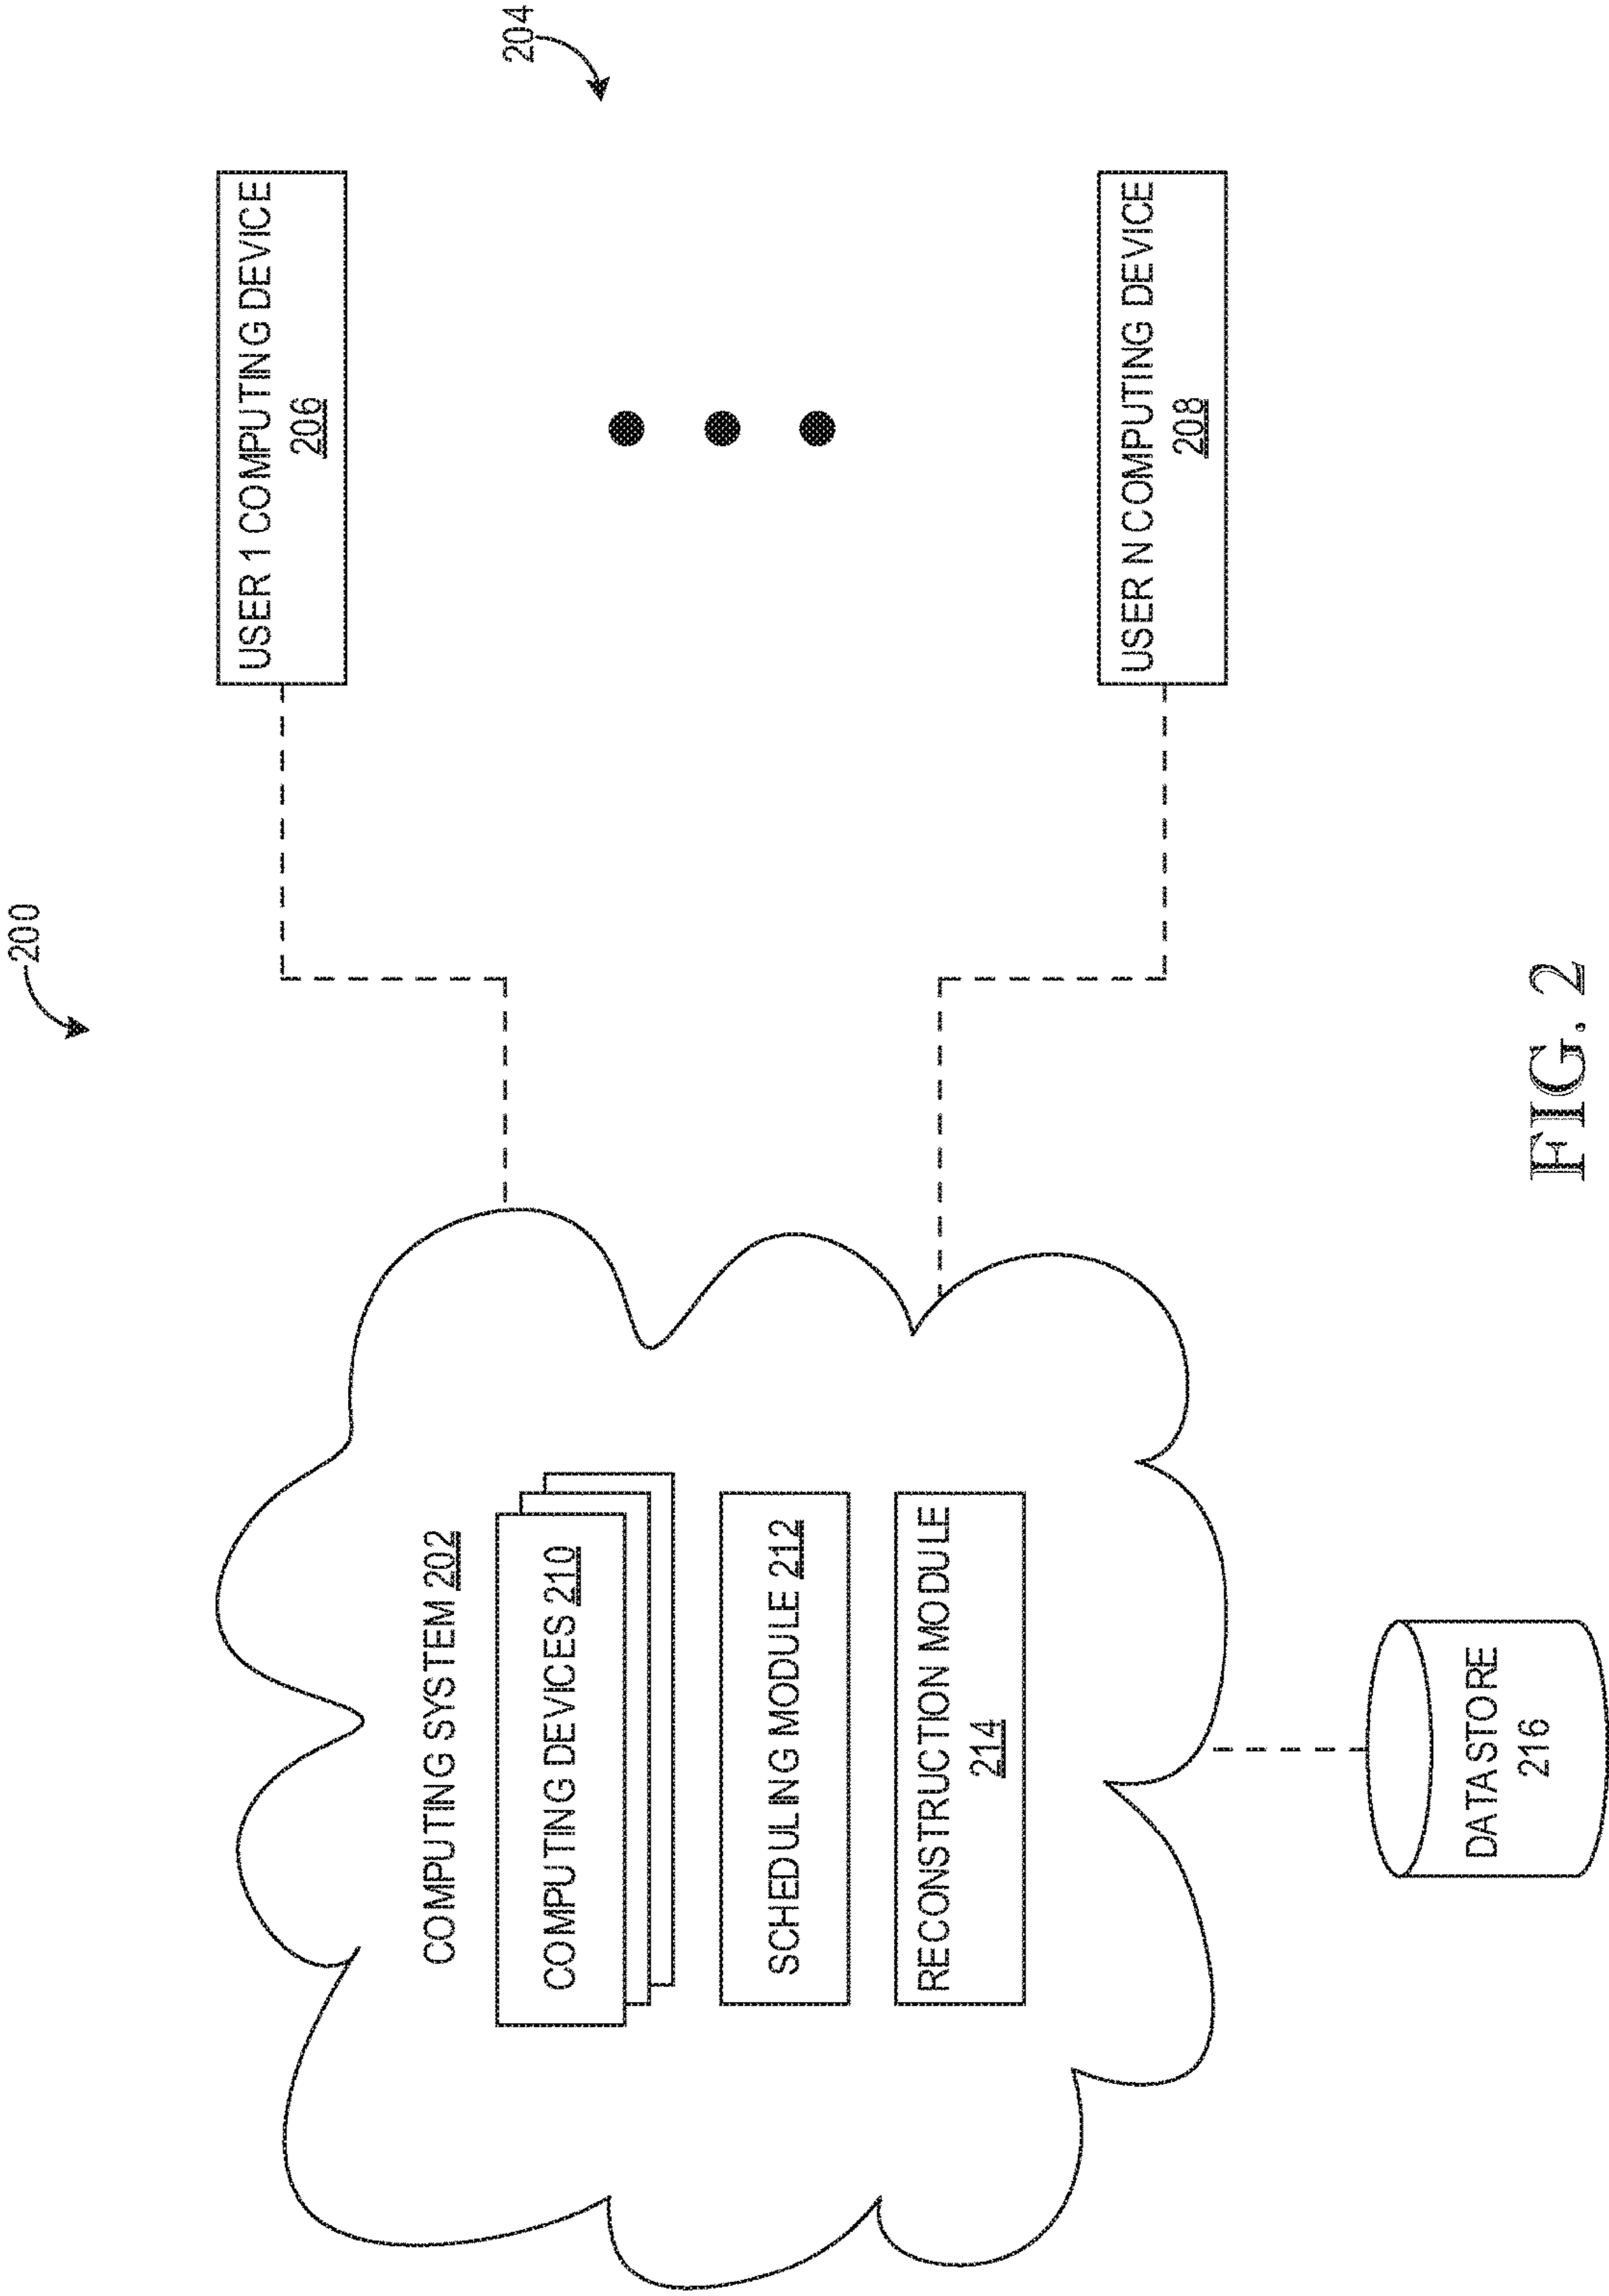 200
204
USER 1 COMPUTING DEVICE
206
USER N COMPUTING DEVICE
208
COMPUTING SYSTEM 202
COMPUTING DEVICES 210
SCHEDULING MODULE 212
RECONSTRUCTION MODULE
214
DATA STORE
216
FIG. 2